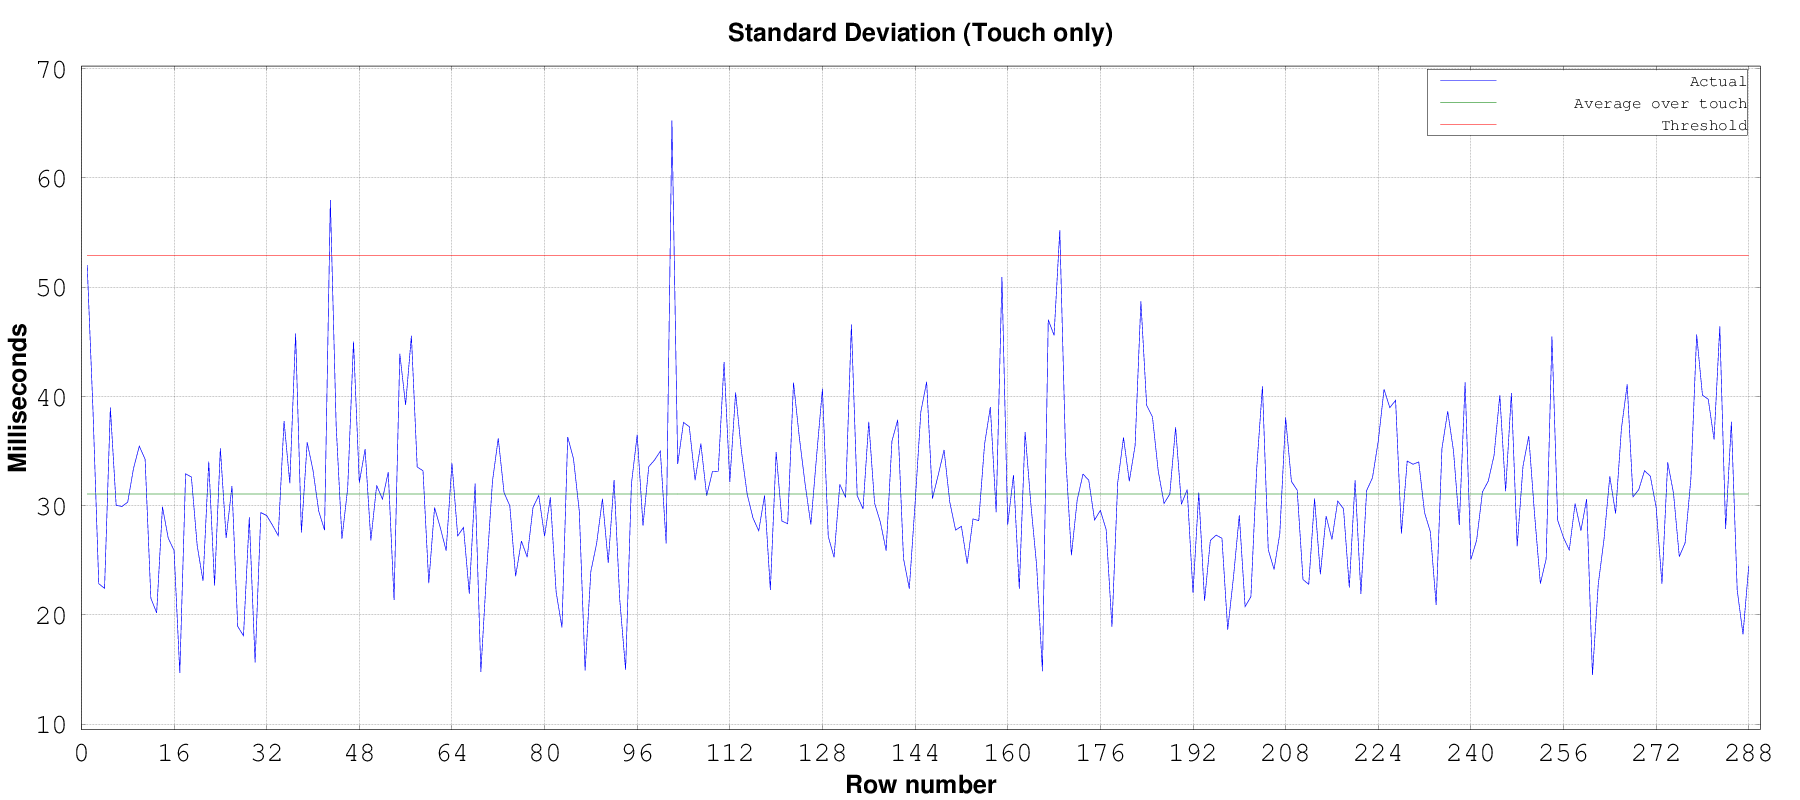 Standard Deviation (Touch only)
70
60
50
40
30
20
10
Milliseconds
Actual
Average over touch
Threshold
0 16 32 48 64 80 96 112 128 144 160 176 192 208 224 240 256 272 288
Row number